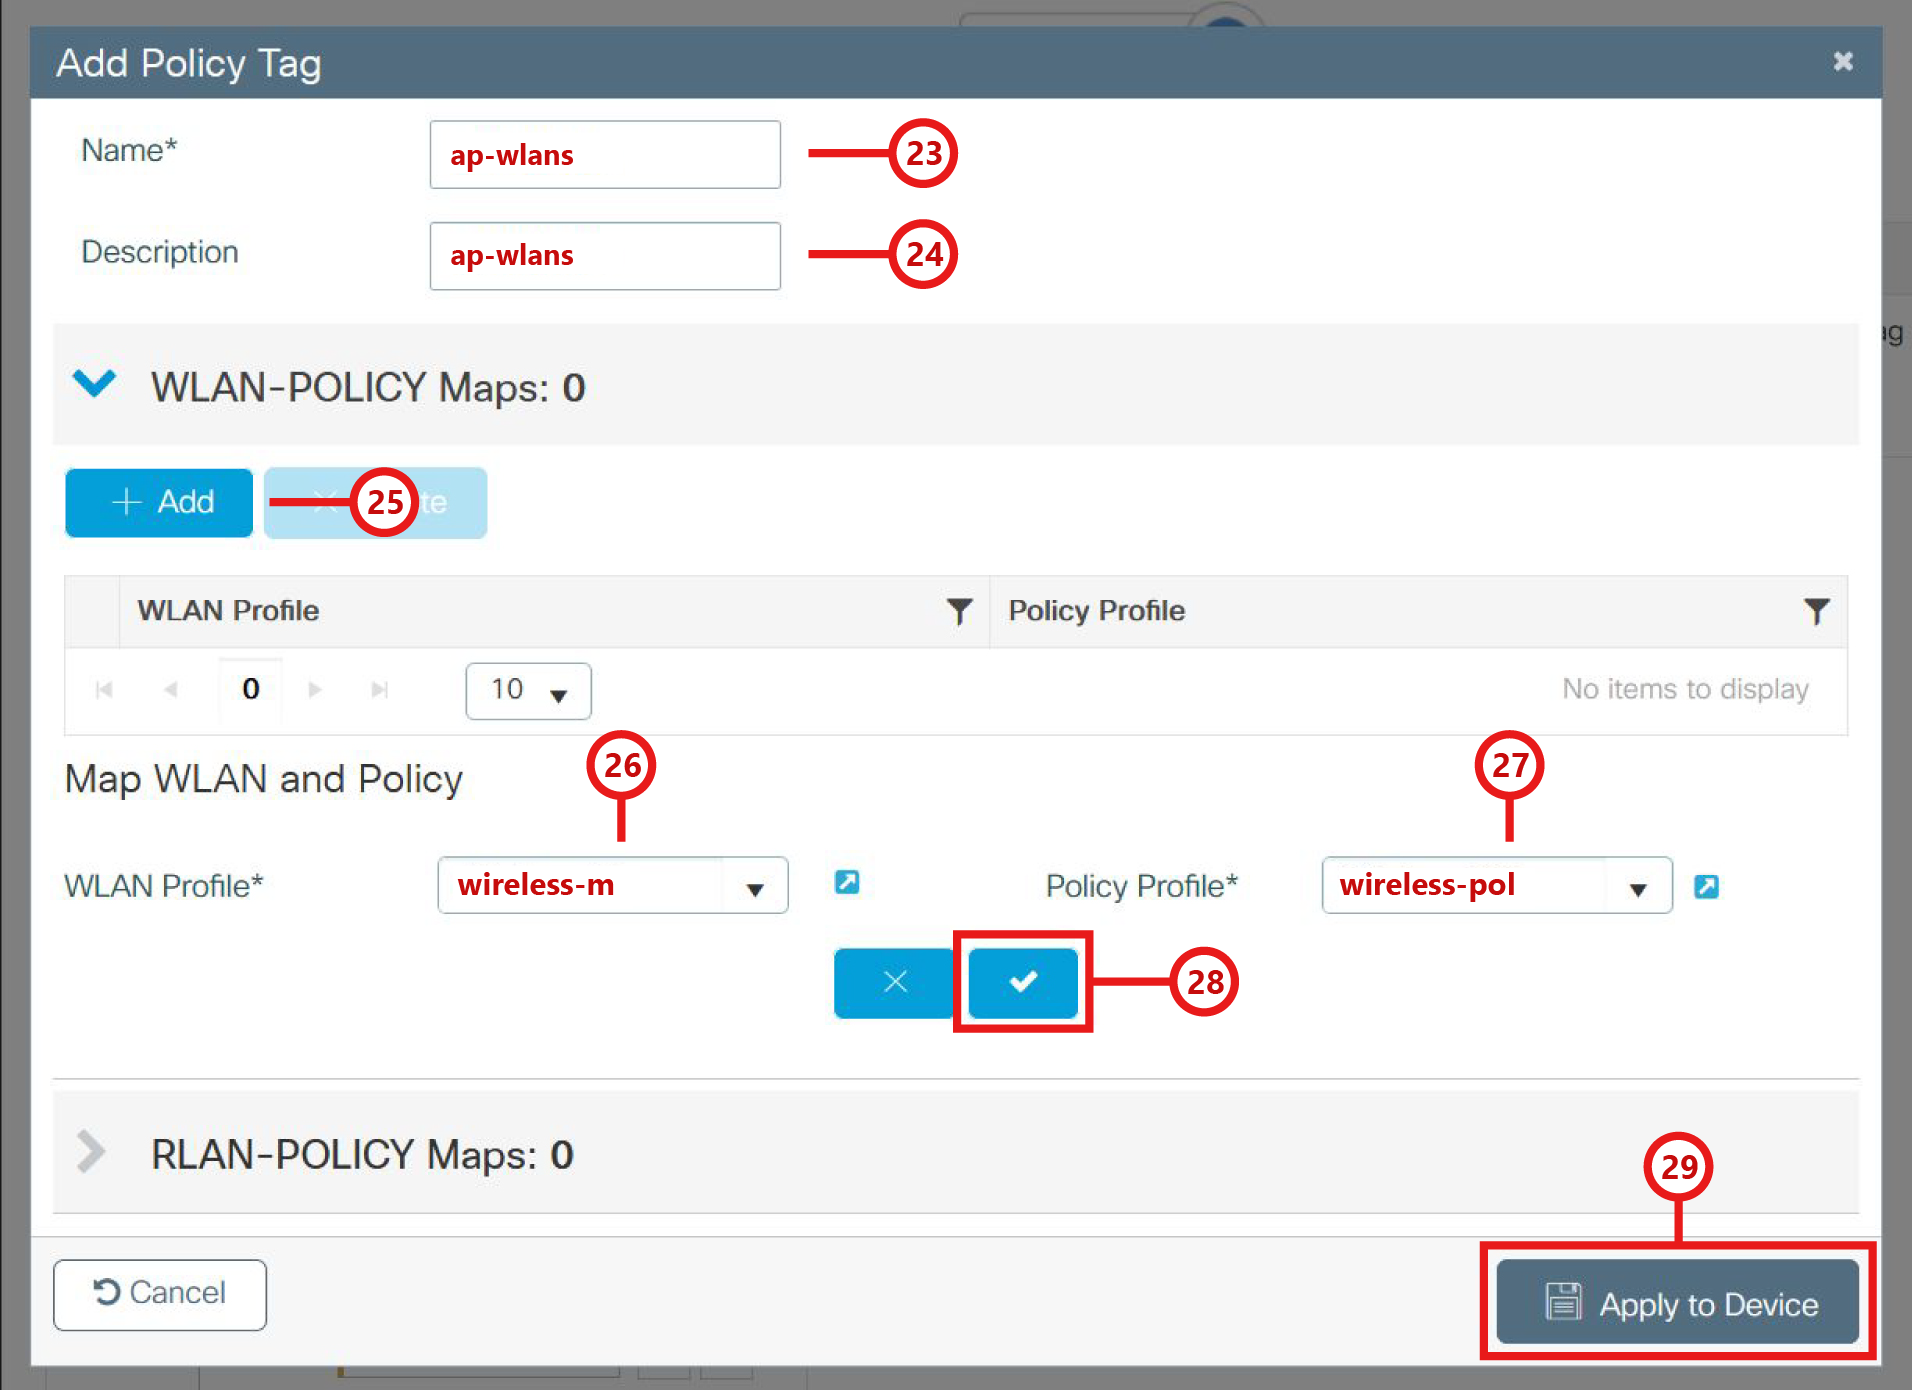 Add Policy Tag
Name*
ap-wlans
23
Description
ap-wlans
24
ag
WLAN-POLICY Maps: 0
Add
25
te
WLAN Profile
Policy Profile
0
10
No items to display
26
27
Map WLAN and Policy
WLAN Profile*
wireless-m
Policy Profile*
wireless-pol
28
RLAN-POLICY Maps: 0
29
Cancel
Apply to Device